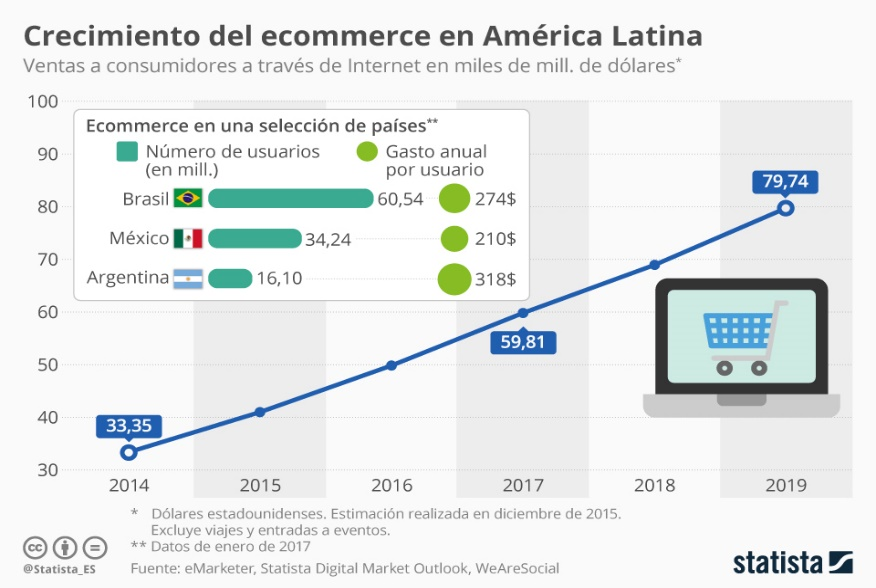 Crecimiento del ecommerce en América Latina
Ventas a consumidores a través de Internet en miles de mill. de dólares*
100
90
80
70
60
50
40
30
Ecommerce en una selección de países**
Número de usuarios
(en mill.)
Gasto anual
por usuario
Brasil 60,54 274$
México 34,24 210$
Argentina 16,10 318$
33,35
59,81
79,74
2014 2015 2016 2017 2018 2019
* Dólares estadounidenses. Estimación realizada en diciembre de 2015.
Excluye viajes y entradas a eventos.
** Datos de enero de 2017
Fuente: eMarketer, Statista Digital Market Outlook, WeAreSocial
cc
@Statista_ES
statista